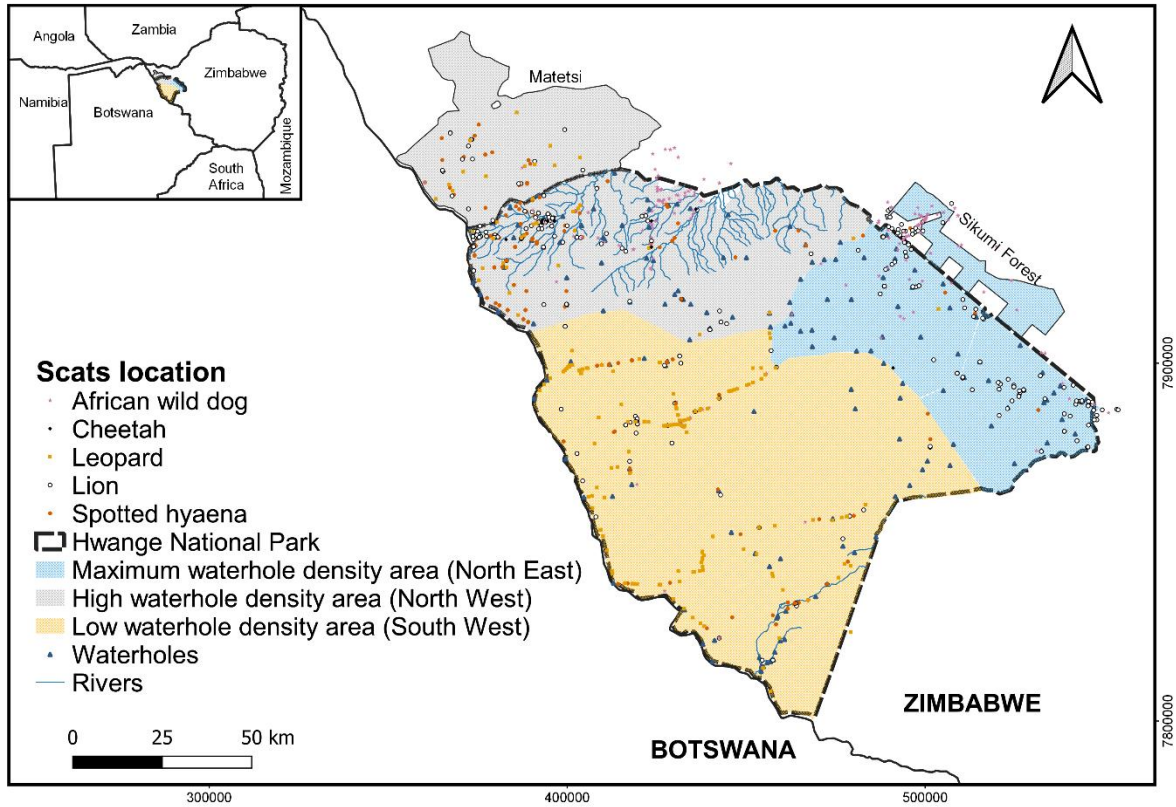 Angola
Zambia
Zimbabwe
Namibia
Botswana
South
Africa
Mozambique
Matetsi
Sikumi Forest
Scats location
African wild dog
Cheetah
Leopard
Lion
Spotted hyaena
Hwange National Park
Maximum waterhole density area (North East)
High waterhole density area (North West)
Low waterhole density area (South West)
Waterholes
Rivers
0 25 50 km
ZIMBABWE
BOTSWANA
7900000
7800000
300000 400000 500000